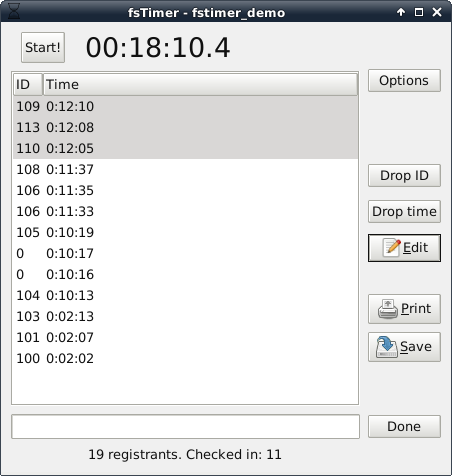 fsTimer - fstimer_demo
Start!
00:18:10.4
ID Time
109 0:12:10
113 0:12:08
110 0:12:05
108 0:11:37
106 0:11:35
106 0:11:33
105 0:10:19
0 0:10:17
0 0:10:16
104 0:10:13
103 0:02:13
101 0:02:07
100 0:02:02
Options
Drop ID
Drop time
Edit
Print
Save
Done
19 registrants. Checked in: 11